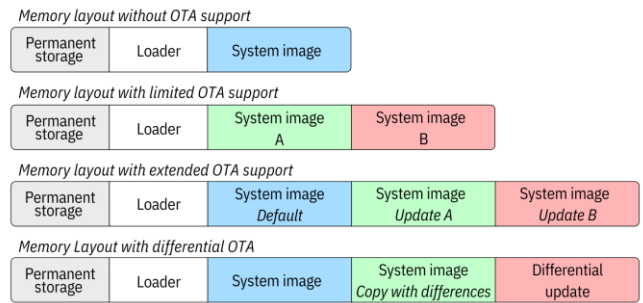 Memory layout without OTA support
Permanent storage Loader System image
Memory layout with limited OTA support
Permanent storage Loader System image A System image B
Memory layout with extended OTA support
Permanent storage Loader System image Default System image Update A System image Update B
Memory Layout with differential OTA
Permanent storage Loader System image System image Copy with differences Differential update